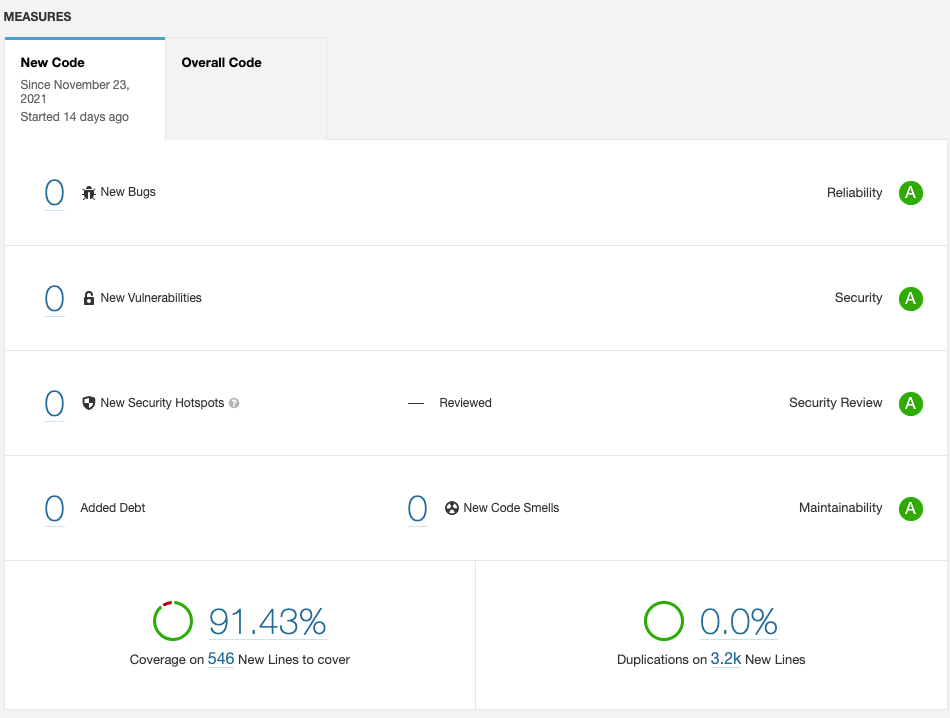 MEASURES
New Code
Since November 23,
2021
Started 14 days ago
Overall Code
0 New Bugs Reliability A
0 New Vulnerabilities Security A
0 New Security Hotspots ? — Reviewed Security Review A
0 Added Debt 0 New Code Smells Maintainability A
91.43%
Coverage on 546 New Lines to cover
0.0%
Duplications on 3.2k New Lines